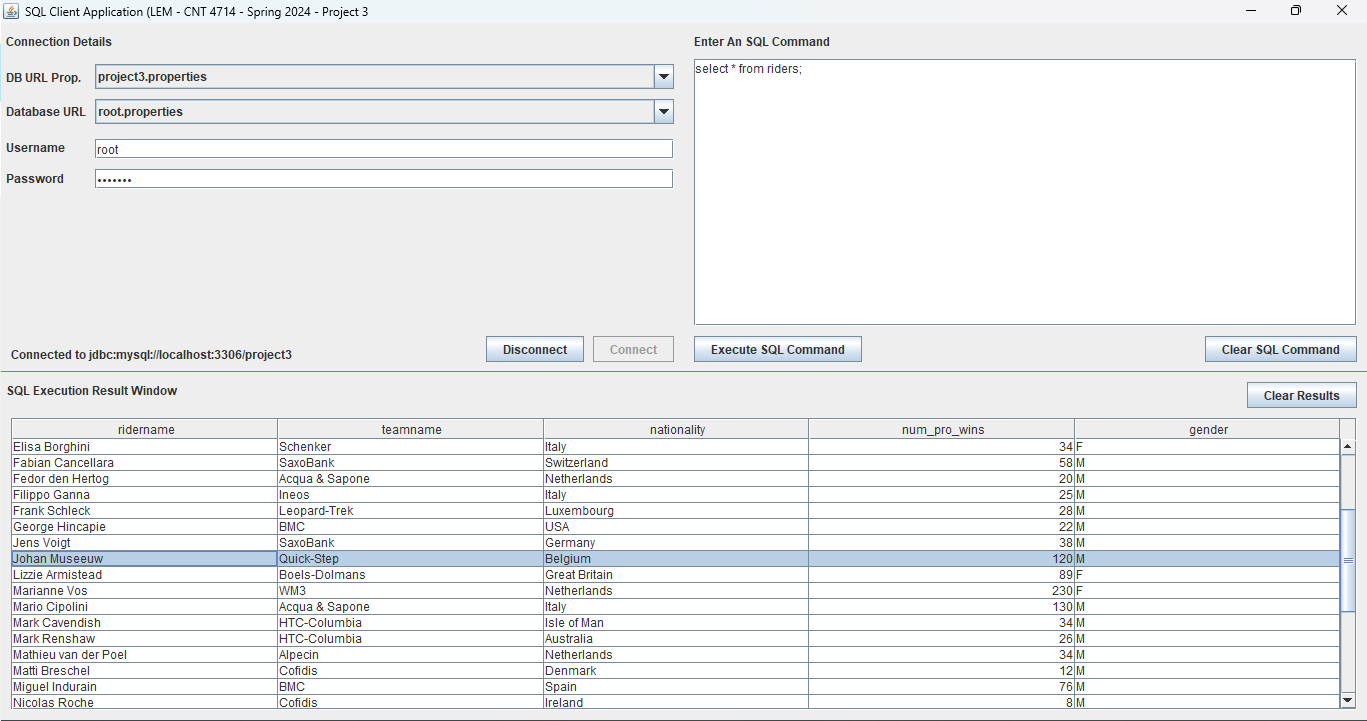 SQL Client Application (LEM - CNT 4714 - Spring 2024 - Project 3
Connection Details
DB URL Prop. project3.properties
Database URL root.properties
Username root
Password •••••••
Connected to jdbc:mysql://localhost:3306/project3 Disconnect Connect
Enter An SQL Command
select * from riders;
Execute SQL Command Clear SQL Command
SQL Execution Result Window Clear Results
ridername teamname nationality num_pro_wins gender
Elisa Borghini Schenker Italy 34 F
Fabian Cancellara SaxoBank Switzerland 58 M
Fedor den Hertog Acqua & Sapone Netherlands 20 M
Filippo Ganna Ineos Italy 25 M
Frank Schleck Leopard-Trek Luxembourg 28 M
George Hincapie BMC USA 22 M
Jens Voigt SaxoBank Germany 38 M
Johan Museeuw Quick-Step Belgium 120 M
Lizzie Armistead Boels-Dolmans Great Britain 89 F
Marianne Vos WM3 Netherlands 230 F
Mario Cipolini Acqua & Sapone Italy 130 M
Mark Cavendish HTC-Columbia Isle of Man 34 M
Mark Renshaw HTC-Columbia Australia 26 M
Mathieu van der Poel Alpecin Netherlands 34 M
Matti Breschel Cofidis Denmark 12 M
Miguel Indurain BMC Spain 76 M
Nicolas Roche Cofidis Ireland 8 M